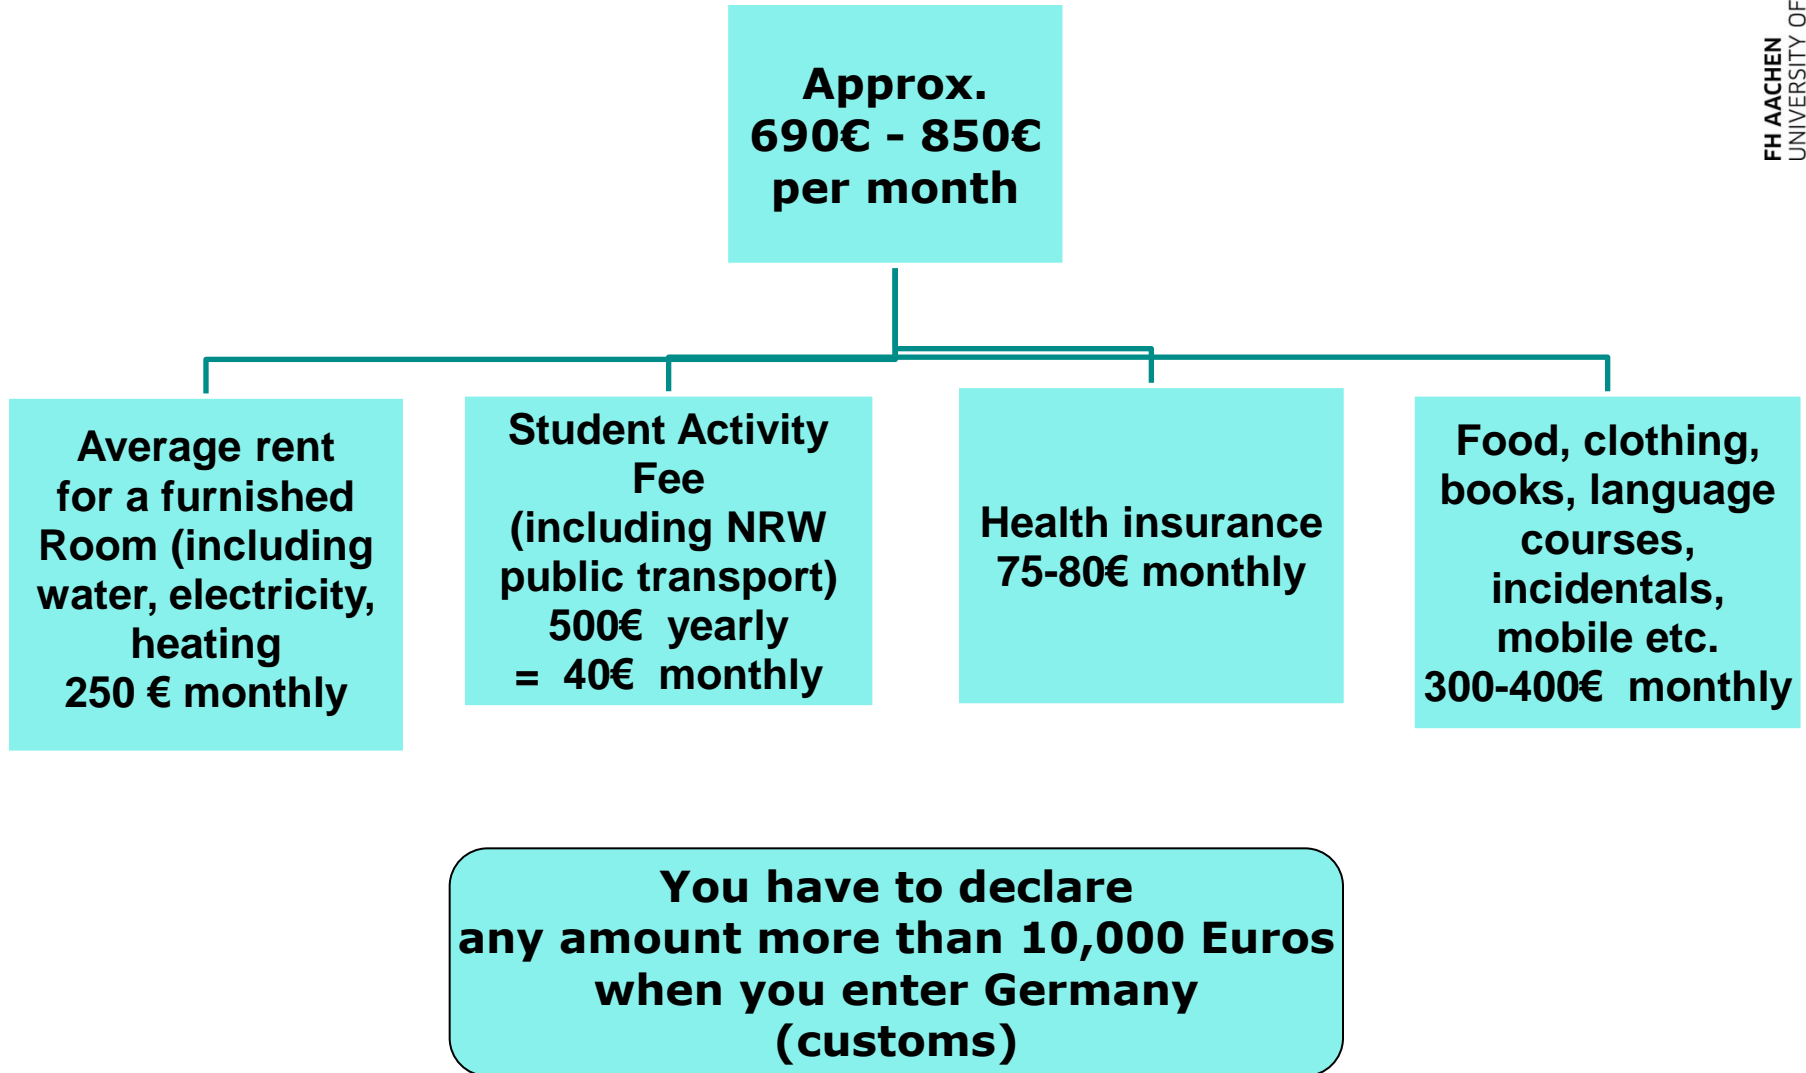 Approx.
690€ - 850€
per month
FH AACHEN
UNIVERSITY OF
Average rent
for a furnished
Room (including
water, electricity,
heating
250 € monthly
Student Activity
Fee
(including NRW
public transport)
500€ yearly
= 40€ monthly
Health insurance
75-80€ monthly
Food, clothing,
books, language
courses,
incidentals,
mobile etc.
300-400€ monthly
You have to declare
any amount more than 10,000 Euros
when you enter Germany
(customs)